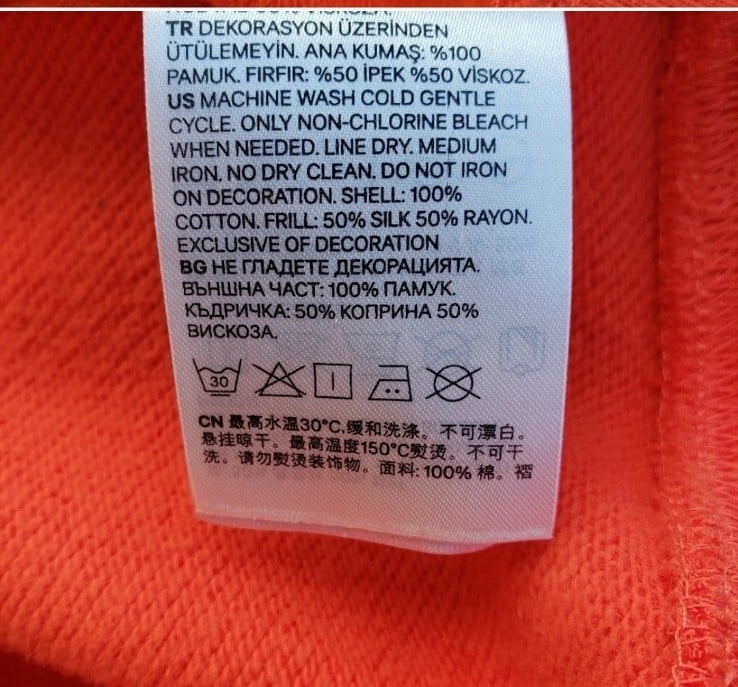 TR DEKORASYON ÜZERİNDEN
ÜTÜLEMEYİN. ANA KUMAŞ: %100
PAMUK. FIRFIR: %50 İPEK %50 VİSKOZ.
US MACHINE WASH COLD GENTLE
CYCLE. ONLY NON-CHLORINE BLEACH
WHEN NEEDED. LINE DRY. MEDIUM
IRON. NO DRY CLEAN. DO NOT IRON
ON DECORATION. SHELL: 100%
COTTON. FRILL: 50% SILK 50% RAYON.
EXCLUSIVE OF DECORATION
BG НЕ ГЛАДЕТЕ ДЕКОРАЦИЯТА.
ВЪНШНА ЧАСТ: 100% ПАМУК.
КЪДРИЧКА: 50% КОПРИНА 50%
ВИСКОЗА.
30
CN 最高水温30°C,缓和洗涤。不可漂白。
悬挂晾干。最高温度150°C熨烫。不可干
洗。请勿熨烫装饰物。面料: 100% 棉。褶